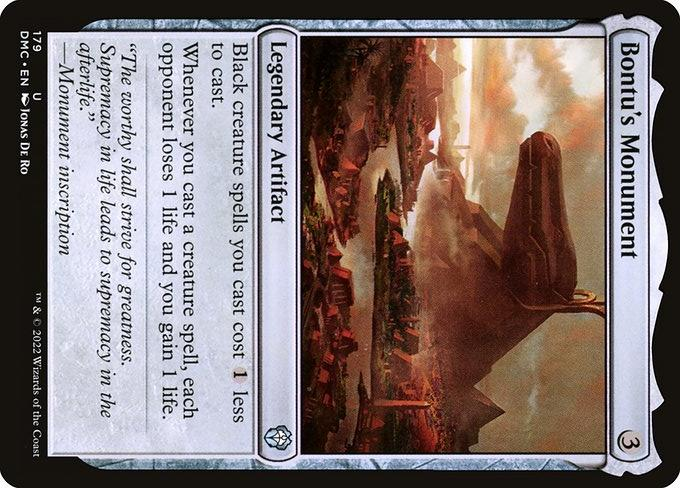 Bontu's Monument
3
Legendary Artifact
Black creature spells you cast cost 1 less
to cast.
Whenever you cast a creature spell, each
opponent loses 1 life and you gain 1 life.
"The worthy shall strive for greatness.
Supremacy in life leads to supremacy in the
afterlife."
—Monument inscription
179 U
DMC • EN Jonas De Ro
™ & © 2022 Wizards of the Coast